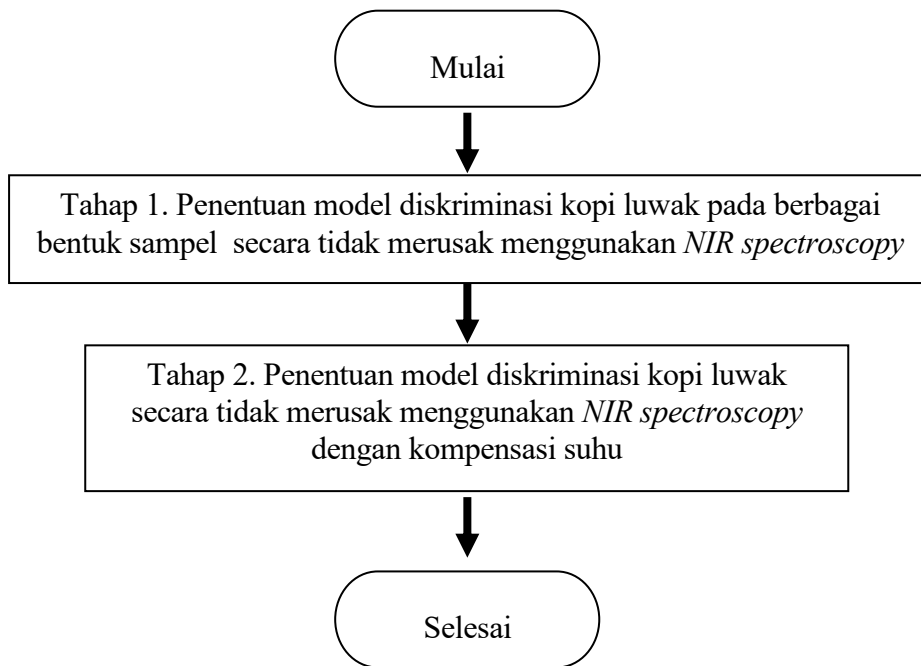 Mulai
Tahap 1. Penentuan model diskriminasi kopi luwak pada berbagai
bentuk sampel secara tidak merusak menggunakan NIR spectroscopy
Tahap 2. Penentuan model diskriminasi kopi luwak
secara tidak merusak menggunakan NIR spectroscopy
dengan kompensasi suhu
Selesai